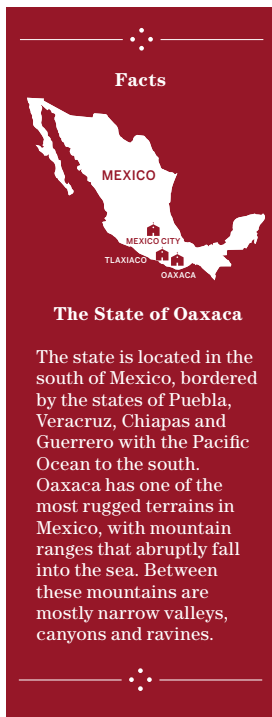 Facts
MEXICO
MEXICO CITY
TLAXIACO
OAXACA
The State of Oaxaca
The state is located in the
south of Mexico, bordered
by the states of Puebla,
Veracruz, Chiapas and
Guerrero with the Pacific
Ocean to the south.
Oaxaca has one of the
most rugged terrains in
Mexico, with mountain
ranges that abruptly fall
into the sea. Between
these mountains are
mostly narrow valleys,
canyons and ravines.